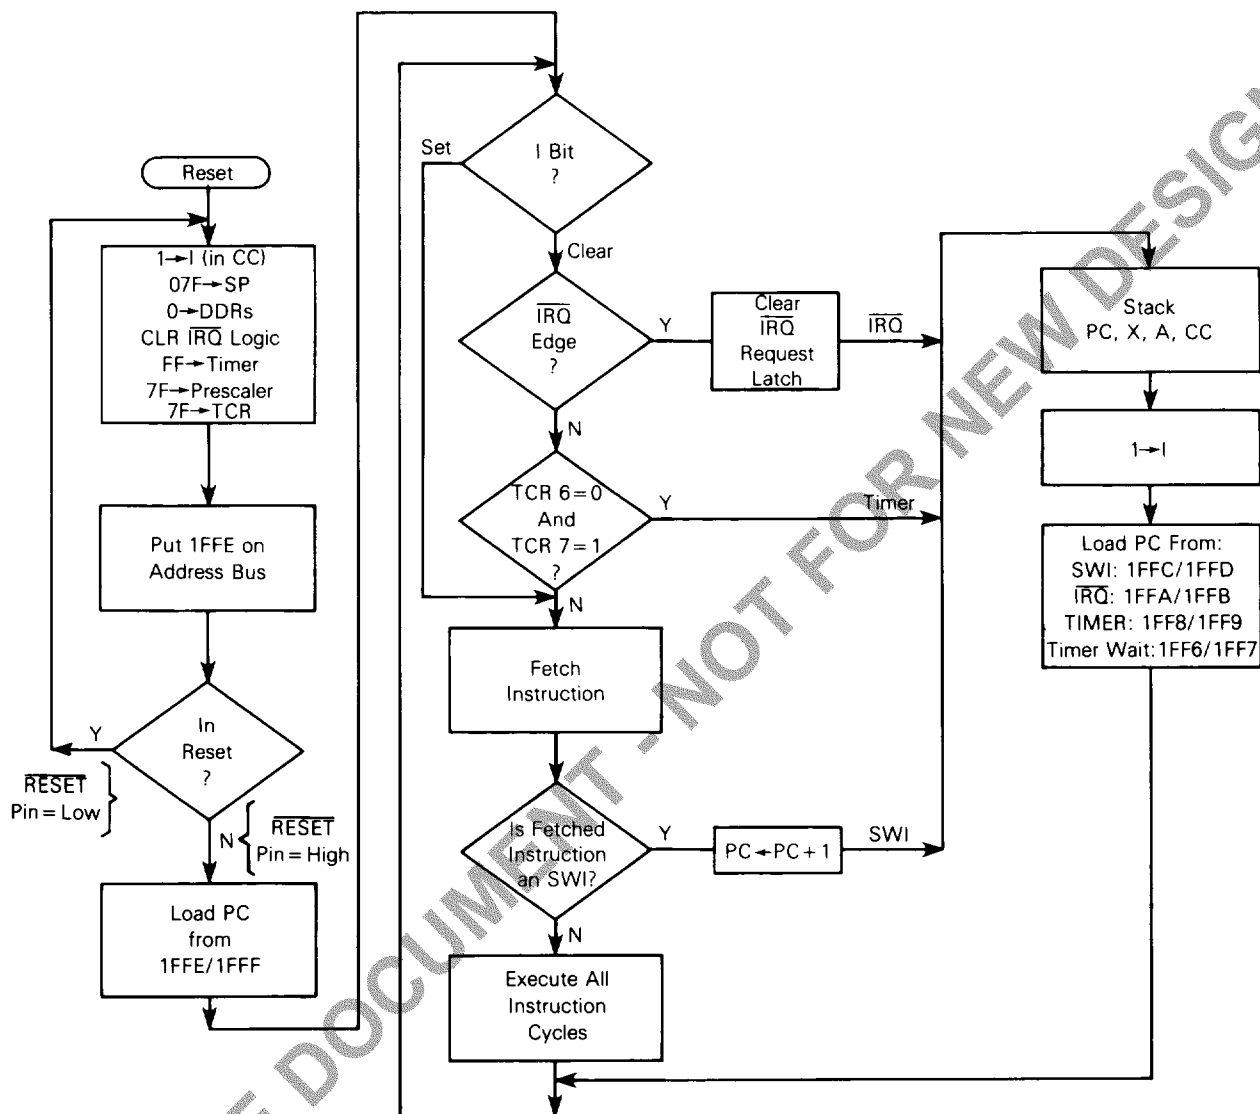 Reset
1→I (in CC)
07F→SP
0→DDRs
CLR IRQ Logic
FF→Timer
7F→Prescaler
7F→TCR
Put 1FFE on
Address Bus
In
Reset
?
Y
RESET
Pin = Low
N
RESET
Pin = High
Load PC
from
1FFE/1FFF
I Bit
?
Set
Clear
IRQ
Edge
?
Y
Clear
IRQ
Request
Latch
IRQ
N
TCR 6 = 0
And
TCR 7 = 1
?
Y
Timer
N
Fetch
Instruction
Is Fetched
Instruction
an SWI?
Y
PC←PC + 1
SWI
N
Execute All
Instruction
Cycles
Stack
PC, X, A, CC
1→I
Load PC From:
SWI: 1FFC/1FFD
IRQ: 1FFA/1FFB
TIMER: 1FF8/1FF9
Timer Wait: 1FF6/1FF7
DOCUMENT - NOT FOR NEW DESIGN